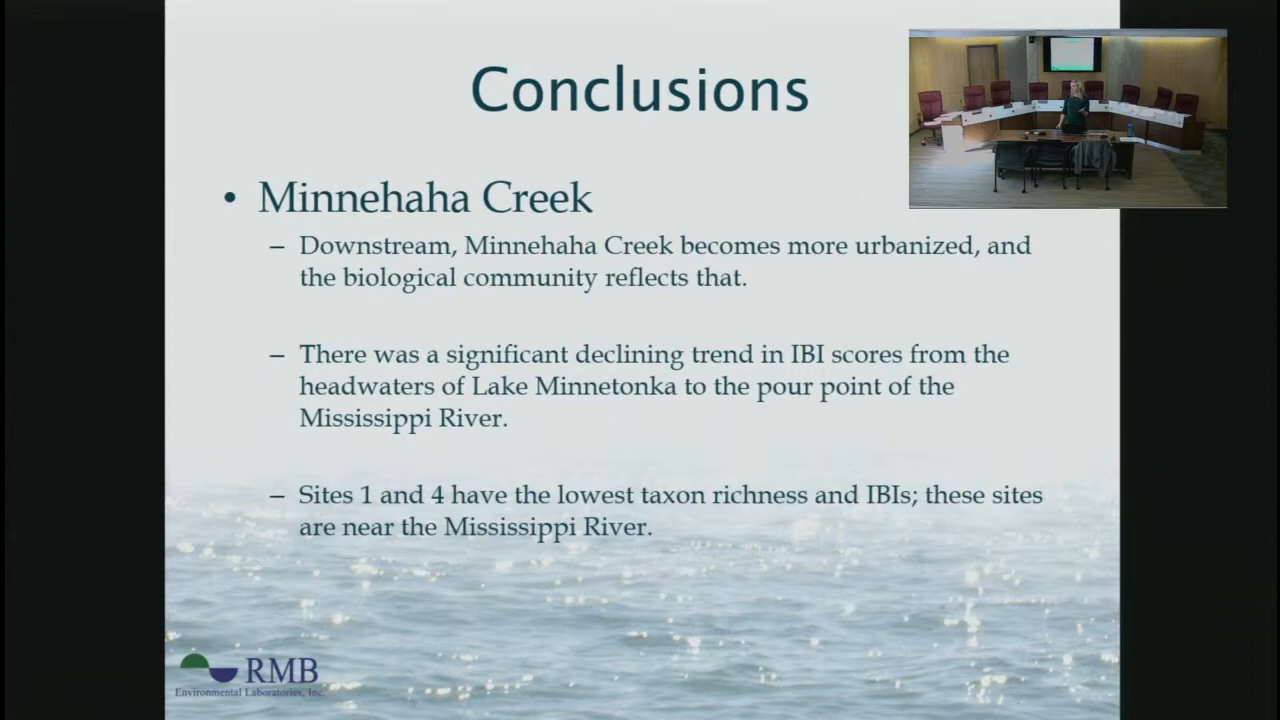 Conclusions
• Minnehaha Creek
– Downstream, Minnehaha Creek becomes more urbanized, and
the biological community reflects that.
– There was a significant declining trend in IBI scores from the
headwaters of Lake Minnetonka to the pour point of the
Mississippi River.
– Sites 1 and 4 have the lowest taxon richness and IBIs; these sites
are near the Mississippi River.
RMB
Environmental Laboratories, Inc.